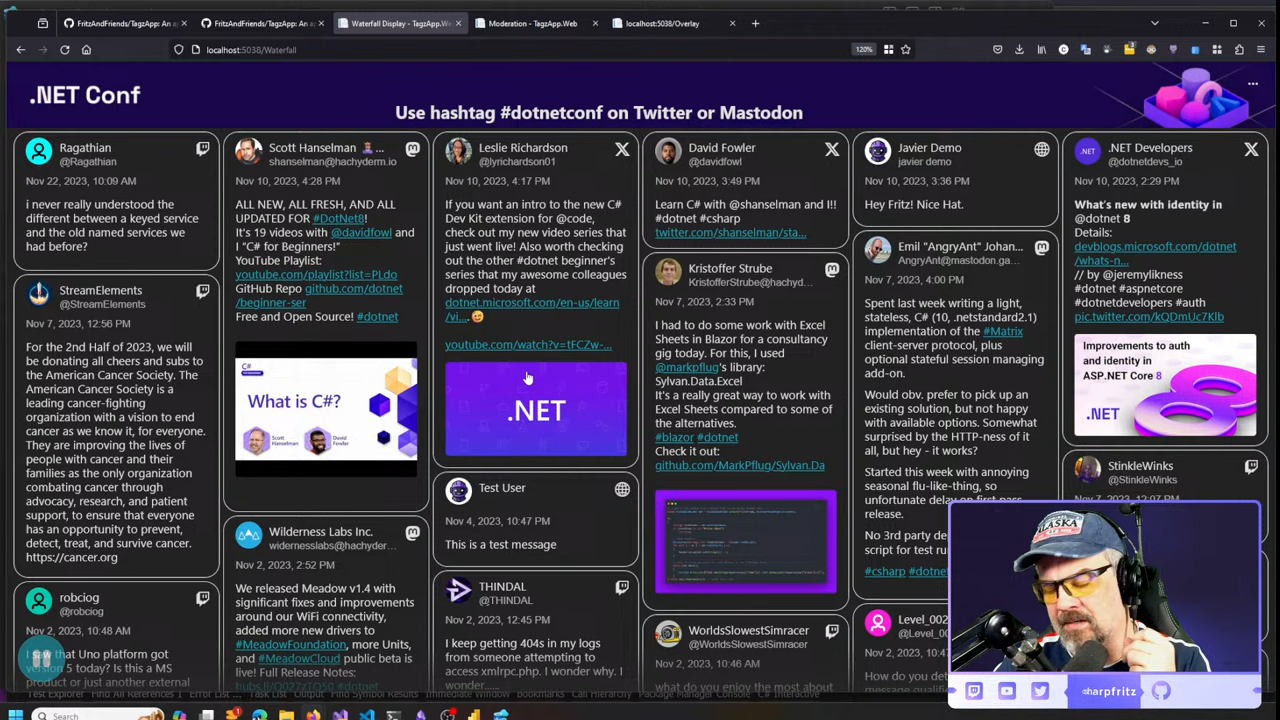 FritzAndFriends/TagzApp: An ap
FritzAndFriends/TagzApp: An ap
Waterfall Display - TagzApp.We
Moderation - TagzApp.Web
localhost:5038/Overlay
localhost:5038/Waterfall
120%
.NET Conf
Use hashtag #dotnetconf on Twitter or Mastodon
Ragathian
@Ragathian
Nov 22, 2023, 10:09 AM
i never really understood the
different between a keyed service
and the old named services we
had before?
StreamElements
@StreamElements
Nov 7, 2023, 12:56 PM
For the 2nd Half of 2023, we will
be donating all cheers and subs to
the American Cancer Society. The
American Cancer Society is a
leading cancer-fighting
organization with a vision to end
cancer as we know it, for everyone.
They are improving the lives of
people with cancer and their
families as the only organization
combating cancer through
advocacy, research, and patient
support, to ensure that everyone
has an opportunity to prevent,
detect, treat, and survive cancer.
https://cancer.org
robciog
@robciog
Nov 2, 2023, 10:48 AM
that Uno platform got
version 5 today? Is this a MS
product or just another external
Scott Hanselman
shanselman@hachyderm.io
Nov 10, 2023, 4:28 PM
ALL NEW, ALL FRESH, AND ALL
UPDATED FOR #DotNet8!
It's 19 videos with @davidfowl and
I "C# for Beginners!"
YouTube Playlist:
youtube.com/playlist?list=PLdo
GitHub Repo github.com/dotnet
/beginner-ser
Free and Open Source! #dotnet
C#
What is C#?
Scott
Hanselman
David
Fowler
Wilderness Labs Inc.
wildernesslabs@hachyder...
2:52 PM
We released Meadow v1.4 with
significant fixes and improvements
around our WiFi connectivity,
added more new drivers to
#MeadowFoundation, more Units,
and #MeadowCloud public beta is
live! Full Release Notes:
Leslie Richardson
@lyrichardson01
Nov 10, 2023, 4:17 PM
If you want an intro to the new C#
Dev Kit extension for @code,
check out my new video series
that just went live! Also worth checking
out the other #dotnet beginner's
series that my awesome colleagues
dropped today at
dotnet.microsoft.com/en-us/learn
/vi...
youtube.com/watch?v=tFCZw-...
.NET
Test User
Nov 4, 2023, 10:47 PM
This is a test message
THINDAL
@THINDAL
Nov 2, 2023, 12:45 PM
I keep getting 404s in my logs
from someone attempting to
access xmlrpc.php. I wonder why. I
wonder.....
David Fowler
@davidfowl
Nov 10, 2023, 3:49 PM
Learn C# with @shanselman and I!!
#dotnet #csharp
twitter.com/shanselman/sta...
Kristoffer Strube
KristofferStrube@hachyd...
Nov 7, 2023, 2:33 PM
I had to do some work with Excel
Sheets in Blazor for a consultancy
gig today. For this, I used
@markpflug's library:
Sylvan.Data.Excel
It's a really great way to work with
Excel Sheets compared to some of
the alternatives.
#blazor #dotnet
Check it out:
github.com/MarkPflug/Sylvan.Da
WorldsSlowestSimracer
@WorldsSlowestSimracer
Nov 2, 2023, 10:46 AM
what do you enjoy the most about
Javier Demo
javier demo
Nov 10, 2023, 3:36 PM
Hey Fritz! Nice Hat.
Emil "AngryAnt" Johan...
AngryAnt@mastodon.ga...
Nov 7, 2023, 4:00 PM
Spent last week writing a light,
stateless, C# (10, .netstandard2.1)
implementation of the #Matrix
client-server protocol, plus
optional stateful session managing
add-on.
Would obv. prefer to pick up an
existing solution, but not happy
with available options. Somewhat
surprised by the HTTP-ness of it
all, but hey - it works?
Started this week with annoying
seasonal flu-like-thing, so
unfortunate delay on first pass
release.
No 3rd party de
script for test ru
#csharp #dotne
Level_002
@Level_00
Nov 2, 2023,
How do you det
message qualifi
.NET Developers
@dotnetdevs_io
Nov 10, 2023, 2:29 PM
What's new with identity in
@dotnet 8
Details:
devblogs.microsoft.com/dotnet
/whats-n...
// by @jeremylikness
#dotnet #aspnetcore
#dotnetdevelopers #auth
pic.twitter.com/kQDmUc7Klb
Improvements to auth
and identity in
ASP.NET Core 8
.NET
StinkleWinks
@StinkleWinks
Nov 7, 2023, 12:07 PM
ALASKA
sharpfritz
Search